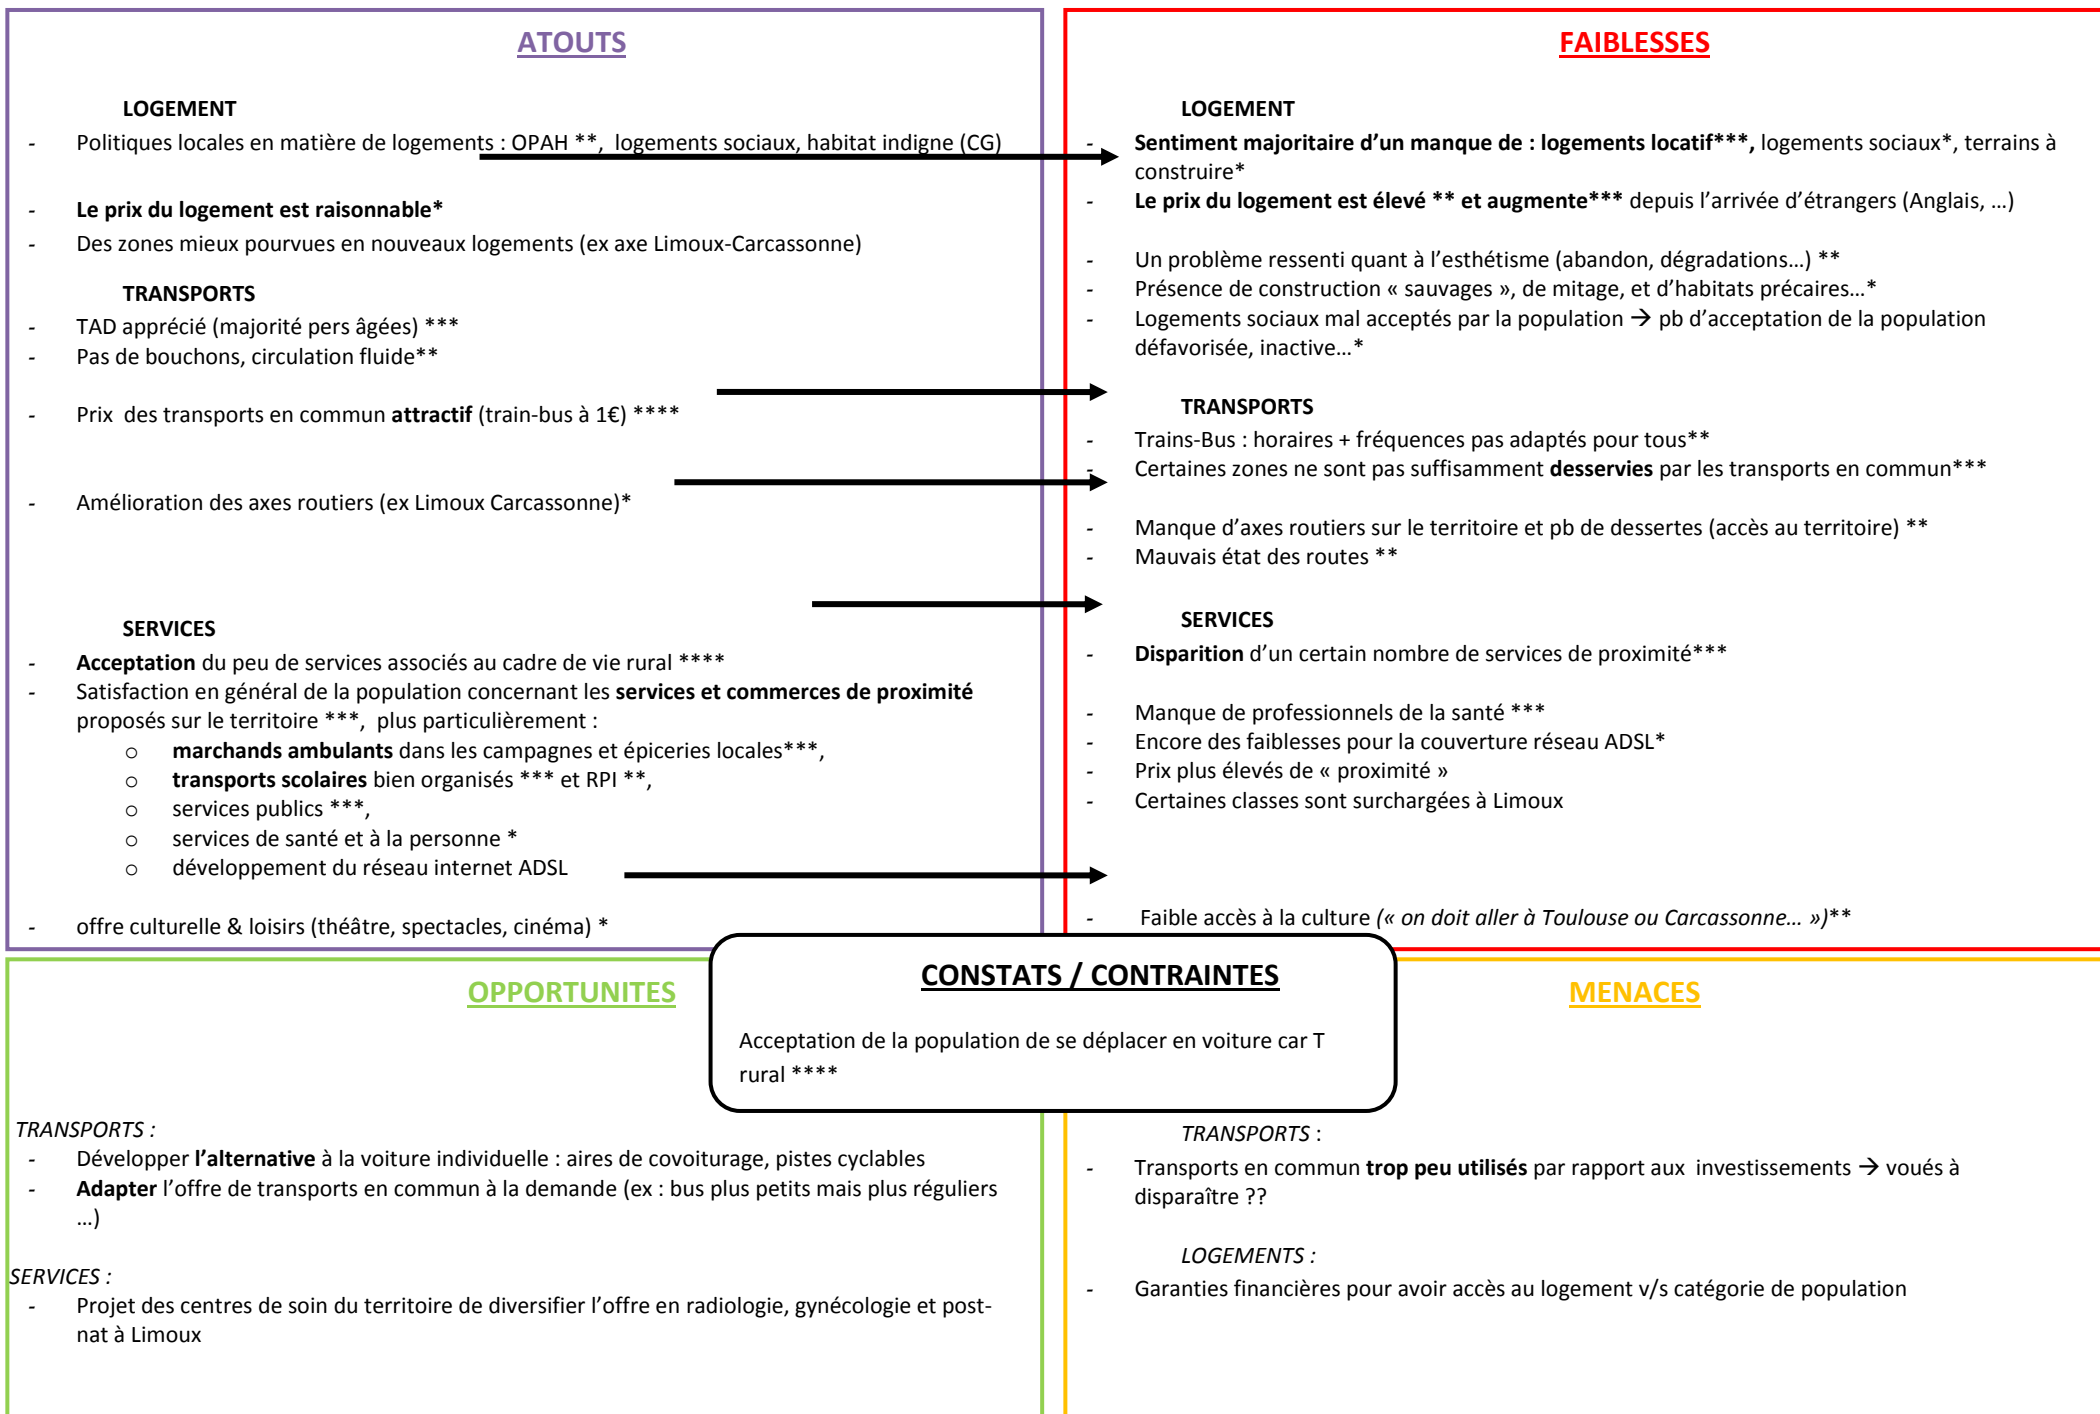 ATOUTS
LOGEMENT
- Politiques locales en matière de logements : OPAH **, logements sociaux, habitat indigne (CG)
- Le prix du logement est raisonnable*
- Des zones mieux pourvues en nouveaux logements (ex axe Limoux-Carcassonne)
TRANSPORTS
- TAD apprécié (majorité pers âgées) ***
- Pas de bouchons, circulation fluide**
- Prix des transports en commun attractif (train-bus à 1€) ****
- Amélioration des axes routiers (ex Limoux Carcassonne)*
SERVICES
- Acceptation du peu de services associés au cadre de vie rural ****
- Satisfaction en général de la population concernant les services et commerces de proximité
proposés sur le territoire ***, plus particulièrement :
o marchands ambulants dans les campagnes et épiceries locales***,
o transports scolaires bien organisés *** et RPI **,
o services publics ***,
o services de santé et à la personne *
o développement du réseau internet ADSL
- offre culturelle & loisirs (théâtre, spectacles, cinéma) *
FAIBLESSES
LOGEMENT
- Sentiment majoritaire d’un manque de : logements locatif***, logements sociaux*, terrains à
construire*
- Le prix du logement est élevé ** et augmente*** depuis l’arrivée d’étrangers (Anglais, …)
- Un problème ressenti quant à l’esthétisme (abandon, dégradations…) **
- Présence de construction « sauvages », de mitage, et d’habitats précaires…*
- Logements sociaux mal acceptés par la population → pb d’acceptation de la population
défavorisée, inactive…*
TRANSPORTS
- Trains-Bus : horaires + fréquences pas adaptés pour tous**
- Certaines zones ne sont pas suffisamment desservies par les transports en commun***
- Manque d’axes routiers sur le territoire et pb de dessertes (accès au territoire) **
- Mauvais état des routes **
SERVICES
- Disparition d’un certain nombre de services de proximité***
- Manque de professionnels de la santé ***
- Encore des faiblesses pour la couverture réseau ADSL*
- Prix plus élevés de « proximité »
- Certaines classes sont surchargées à Limoux
- Faible accès à la culture (« on doit aller à Toulouse ou Carcassonne… »)**
CONSTATS / CONTRAINTES
Acceptation de la population de se déplacer en voiture car T
rural ****
OPPORTUNITES
TRANSPORTS :
- Développer l’alternative à la voiture individuelle : aires de covoiturage, pistes cyclables
- Adapter l’offre de transports en commun à la demande (ex : bus plus petits mais plus réguliers
…)
SERVICES :
- Projet des centres de soin du territoire de diversifier l’offre en radiologie, gynécologie et post-
nat à Limoux
MENACES
TRANSPORTS :
- Transports en commun trop peu utilisés par rapport aux investissements → voués à
disparaître ??
LOGEMENTS :
- Garanties financières pour avoir accès au logement v/s catégorie de population